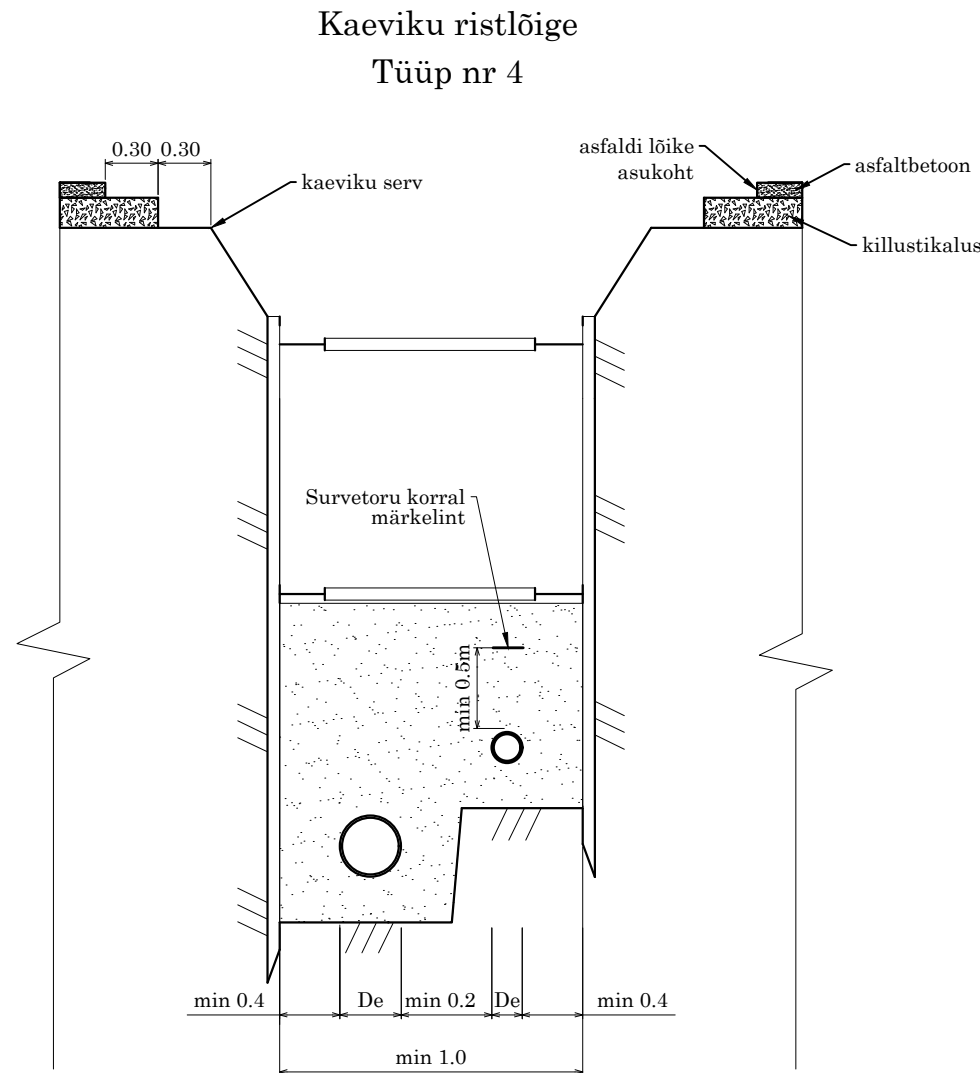 Kaeviku ristlõige
Tüüp nr 4
0.30 0.30
kaeviku serv
asfaldi lõike
asukoht
asfaltbetoon
killustikalus
Survetoru korral
märkelint
min 0.5m
min 0.4 De min 0.2 De min 0.4
min 1.0